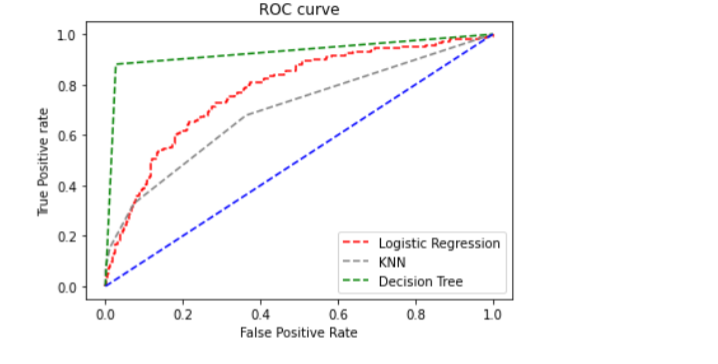 ROC curve
True Positive rate
1.0
0.8
0.6
0.4
0.2
0.0
Logistic Regression
KNN
Decision Tree
0.0 0.2 0.4 0.6 0.8 1.0
False Positive Rate